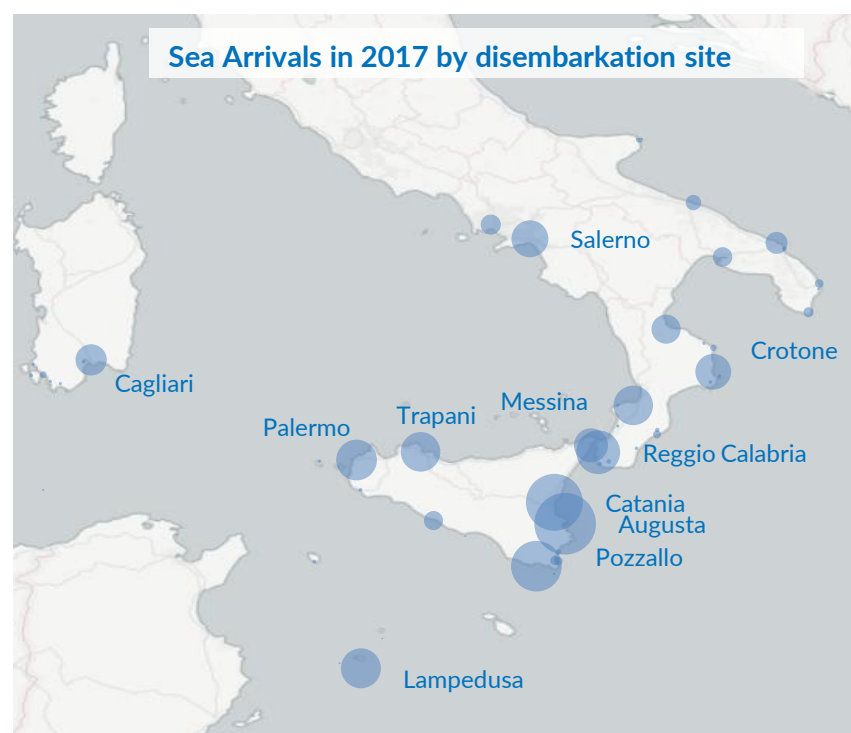 Sea Arrivals in 2017 by disembarkation site
Salerno
Crotone
Cagliari
Messina
Trapani
Palermo
Reggio Calabria
Catania
Augusta
Pozzallo
Lampedusa